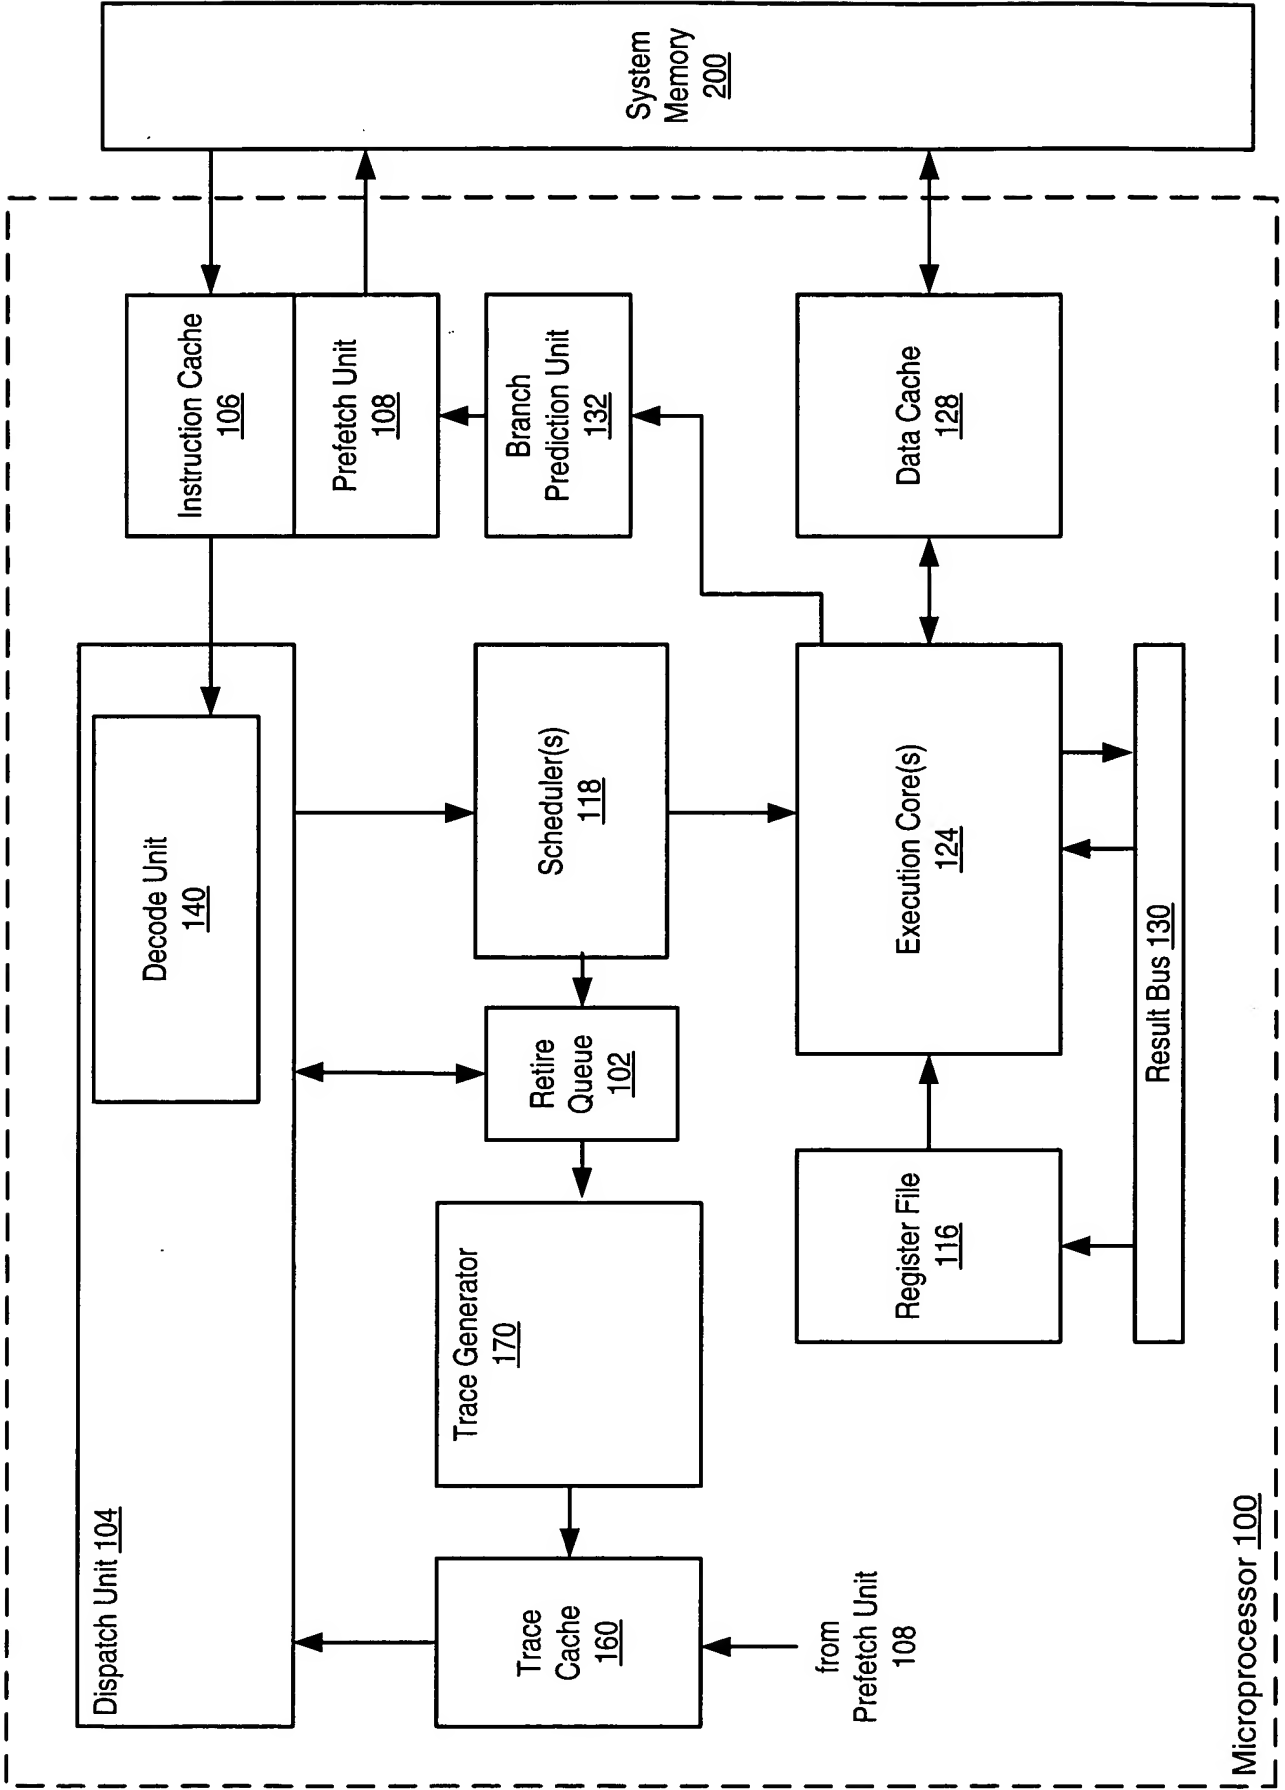 System
Memory
200
Instruction Cache
106
Prefetch Unit
108
Branch
Prediction Unit
132
Data Cache
128
Decode Unit
140
Scheduler(s)
118
Execution Core(s)
124
Retire
Queue
102
Result Bus 130
Register File
116
Trace Generator
170
Dispatch Unit 104
Trace
Cache
160
from
Prefetch Unit
108
Microprocessor 100